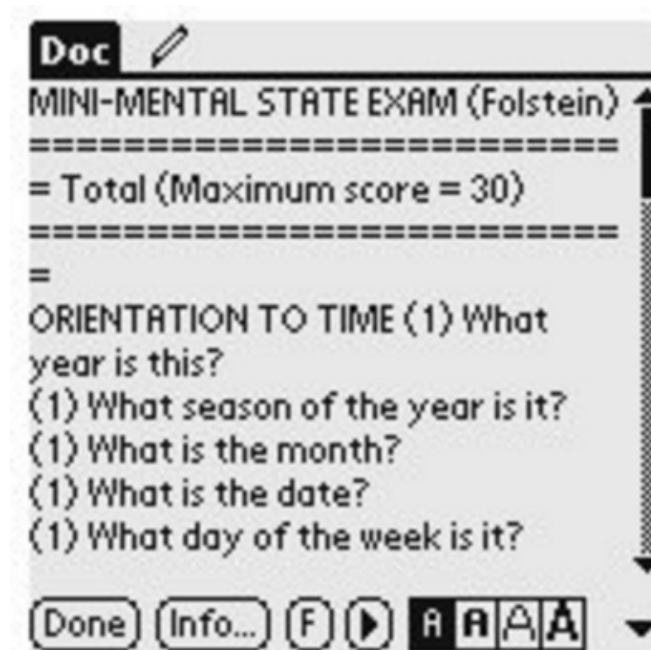 Doc
MINI-MENTAL STATE EXAM (Folstein)
==========================
= Total (Maximum score = 30)
==========================
=
ORIENTATION TO TIME (1) What
year is this?
(1) What season of the year is it?
(1) What is the month?
(1) What is the date?
(1) What day of the week is it?
Done Info... F A A A A